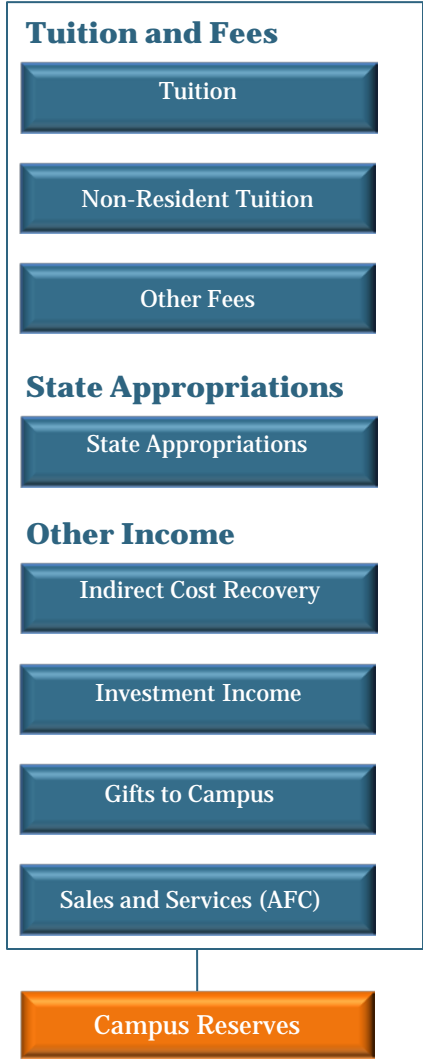 Tuition and Fees
Tuition
Non-Resident Tuition
Other Fees
State Appropriations
State Appropriations
Other Income
Indirect Cost Recovery
Investment Income
Gifts to Campus
Sales and Services (AFC)
Campus Reserves